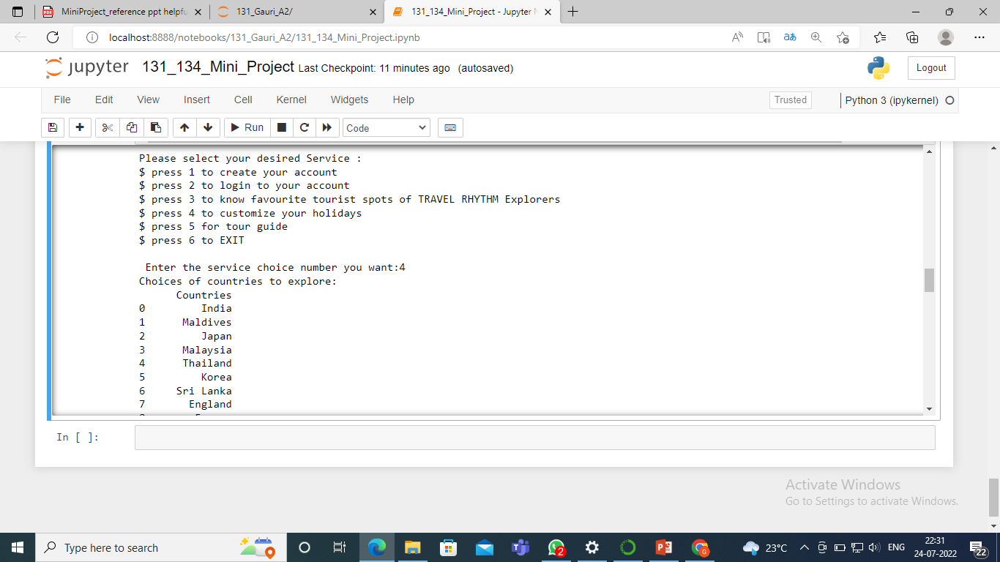 MiniProject_reference ppt helpfu
131_Gauri_A2/
131_134_Mini_Project - Jupyter N
localhost:8888/notebooks/131_Gauri_A2/131_134_Mini_Project.ipynb
jupyter 131_134_Mini_Project Last Checkpoint: 11 minutes ago (autosaved)
Logout
File Edit View Insert Cell Kernel Widgets Help
Trusted
Python 3 (ipykernel)
Run
Code
Please select your desired Service :
$ press 1 to create your account
$ press 2 to login to your account
$ press 3 to know favourite tourist spots of TRAVEL RHYTHM Explorers
$ press 4 to customize your holidays
$ press 5 for tour guide
$ press 6 to EXIT
Enter the service choice number you want:4
Choices of countries to explore:
Countries
0 India
1 Maldives
2 Japan
3 Malaysia
4 Thailand
5 Korea
6 Sri Lanka
7 England
In [ ]:
Activate Windows
Go to Settings to activate Windows.
Type here to search
2
G
23°C
ENG
22:31
24-07-2022
22